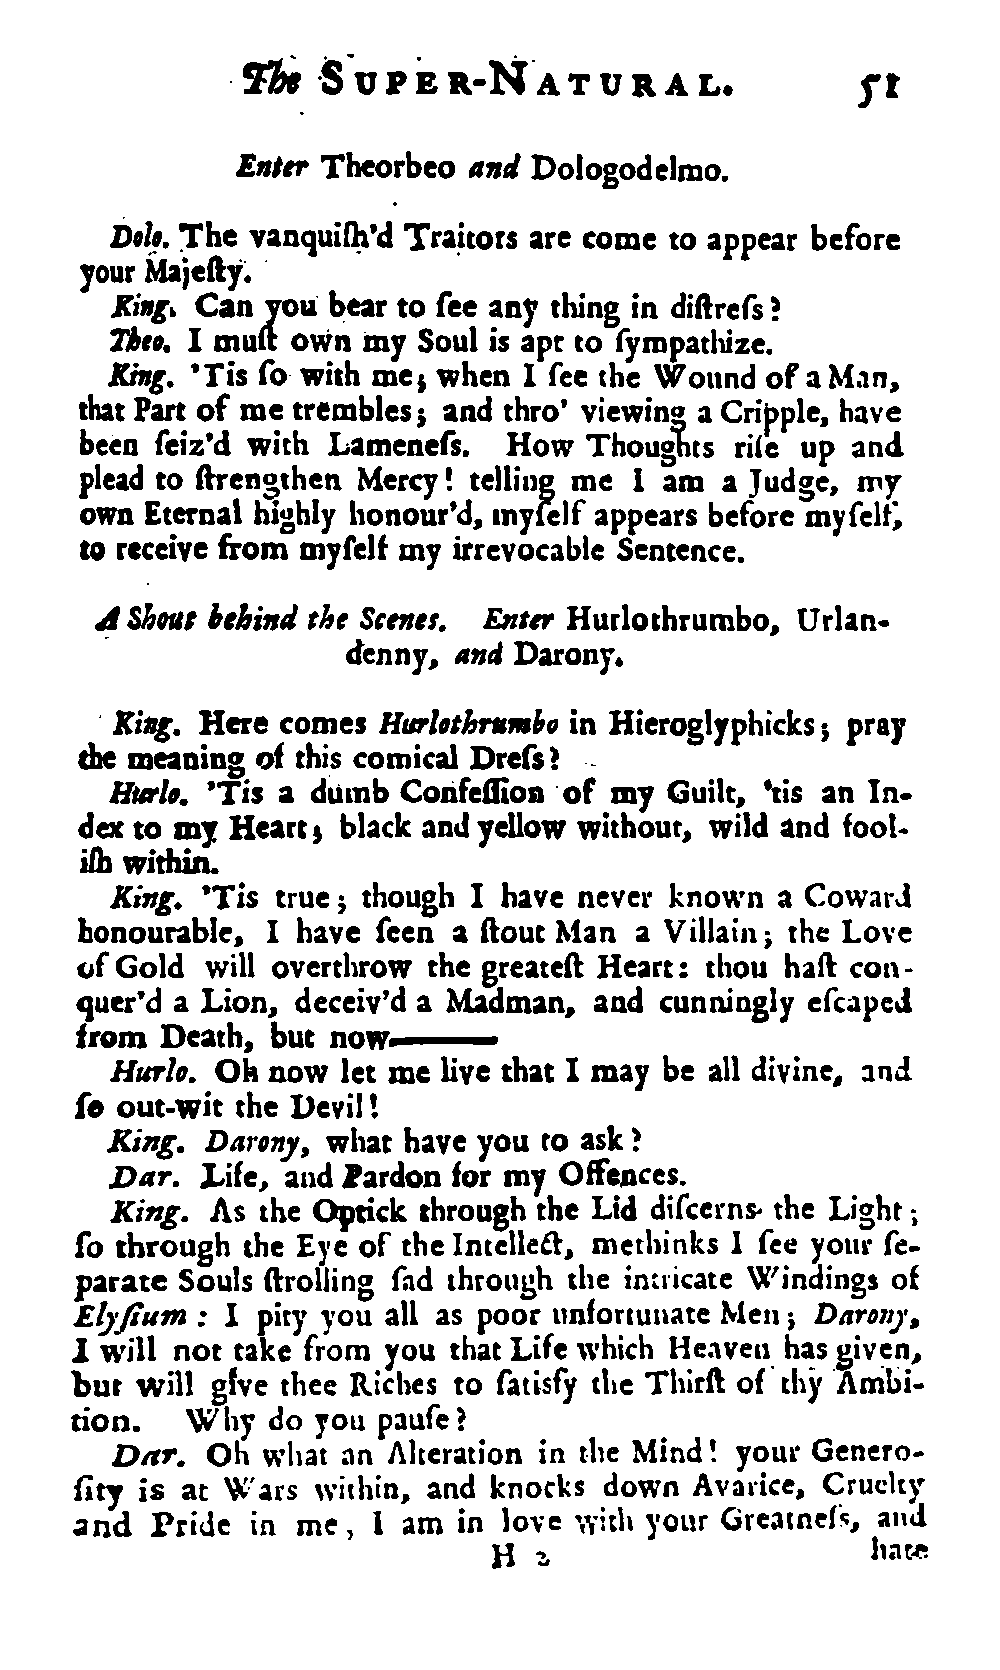 The SUPER-NATURAL. 51
Enter Theorbeo and Dologodelmo.
Dolo. The vanquiſh'd Traitors are come to appear before
your Majeſty.
King. Can you bear to ſee any thing in diſtreſs?
Theo. I muſt own my Soul is apt to ſympathize.
King. 'Tis ſo with me; when I ſee the Wound of a Man,
that Part of me trembles; and thro' viewing a Cripple, have
been ſeiz'd with Lameneſs. How Thoughts riſe up and
plead to ſtrengthen Mercy! telling me I am a Judge, my
own Eternal highly honour'd, myſelf appears before myſelf,
to receive from myſelf my irrevocable Sentence.
A Shout behind the Scenes. Enter Hurlothrumbo, Urlan-
denny, and Darony.
King. Here comes Hurlothrumbo in Hieroglyphicks; pray
the meaning of this comical Dreſs?
Hurlo. 'Tis a dumb Confeſſion of my Guilt, 'tis an In-
dex to my Heart; black and yellow without, wild and fool-
iſh within.
King. 'Tis true; though I have never known a Coward
honourable, I have ſeen a ſtout Man a Villain; the Love
of Gold will overthrow the greateſt Heart: thou haſt con-
quer'd a Lion, deceiv'd a Madman, and cunningly eſcaped
from Death, but now———
Hurlo. Oh now let me live that I may be all divine, and
ſo out-wit the Devil!
King. Darony, what have you to ask?
Dar. Life, and Pardon for my Offences.
King. As the Optick through the Lid diſcerns the Light;
ſo through the Eye of the Intellect, methinks I ſee your ſe-
parate Souls ſtrolling ſad through the intricate Windings of
Elyſium: I pity you all as poor unfortunate Men; Darony,
I will not take from you that Life which Heaven has given,
but will give thee Riches to ſatisfy the Thirſt of thy Ambi-
tion. Why do you pauſe?
Dar. Oh what an Alteration in the Mind! your Genero-
ſity is at Wars within, and knocks down Avarice, Cruelty
and Pride in me, I am in love with your Greatneſs, and
H 2 hate